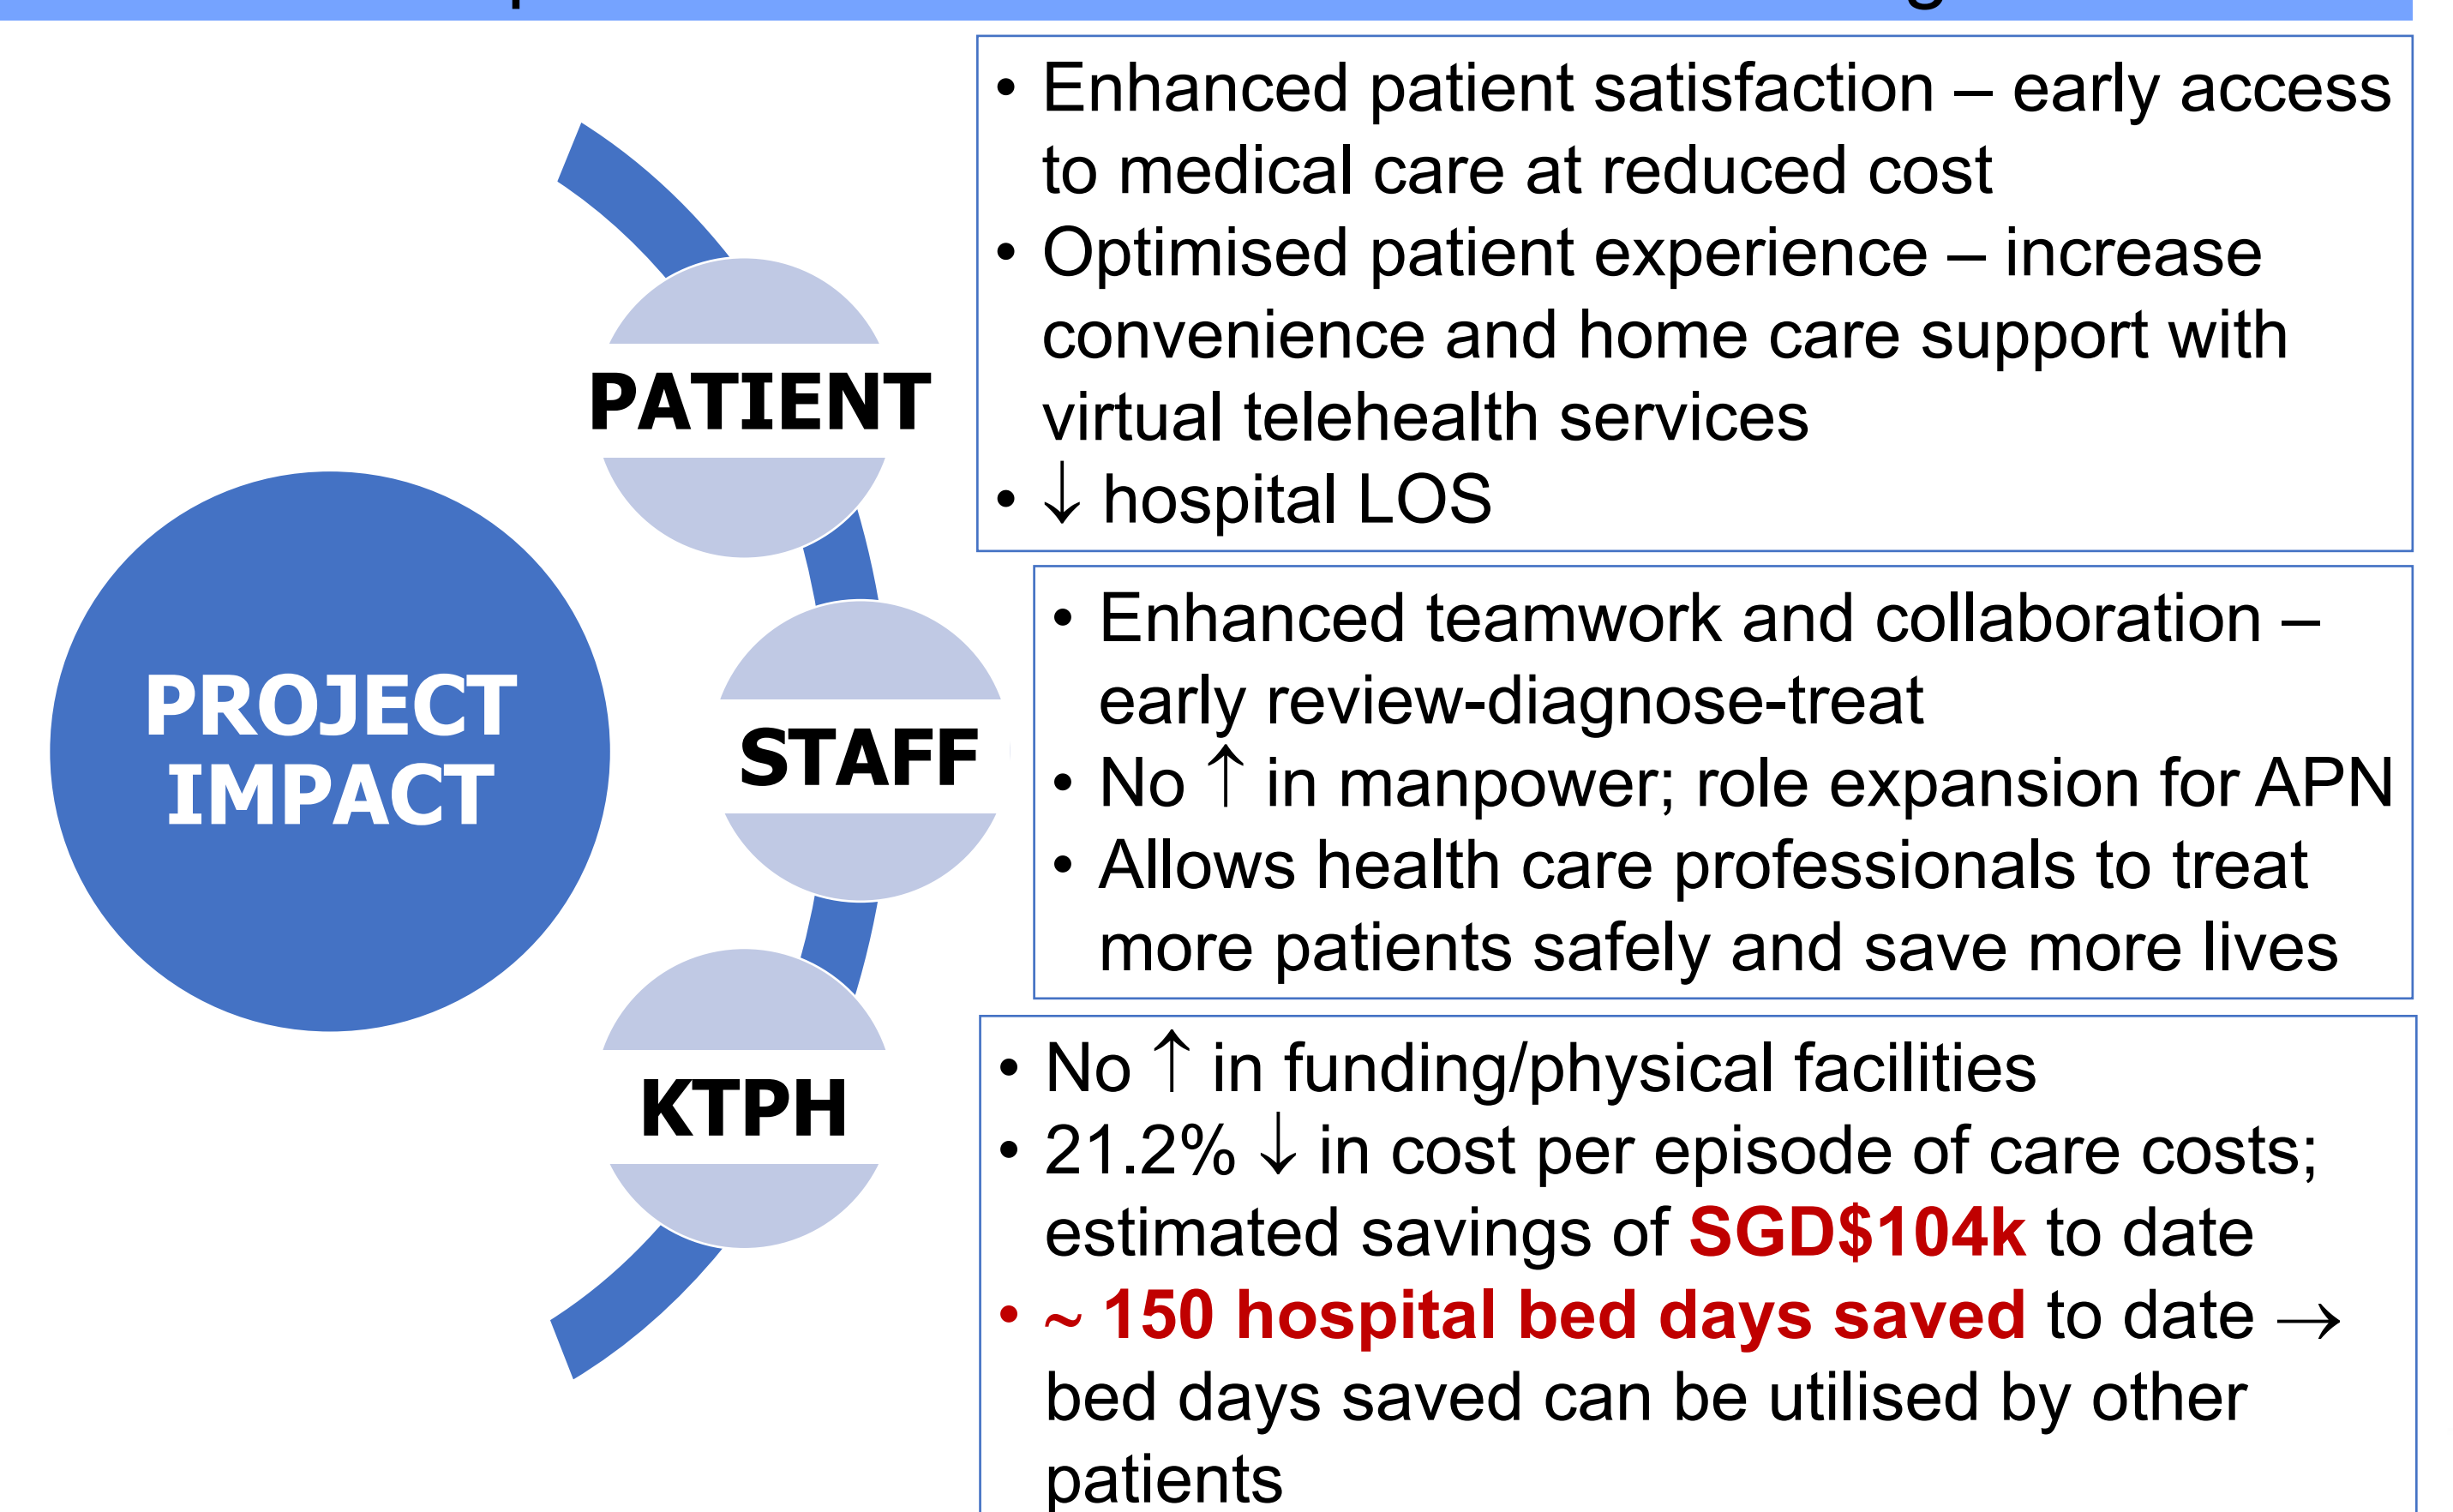 PROJECT
IMPACT
PATIENT
• Enhanced patient satisfaction – early access
to medical care at reduced cost
• Optimised patient experience – increase
convenience and home care support with
virtual telehealth services
• ↓ hospital LOS
STAFF
• Enhanced teamwork and collaboration –
early review-diagnose-treat
• No ↑ in manpower; role expansion for APN
• Allows health care professionals to treat
more patients safely and save more lives
KTPH
• No ↑ in funding/physical facilities
• 21.2% ↓ in cost per episode of care costs;
estimated savings of SGD$104k to date
• ~ 150 hospital bed days saved to date →
bed days saved can be utilised by other
patients